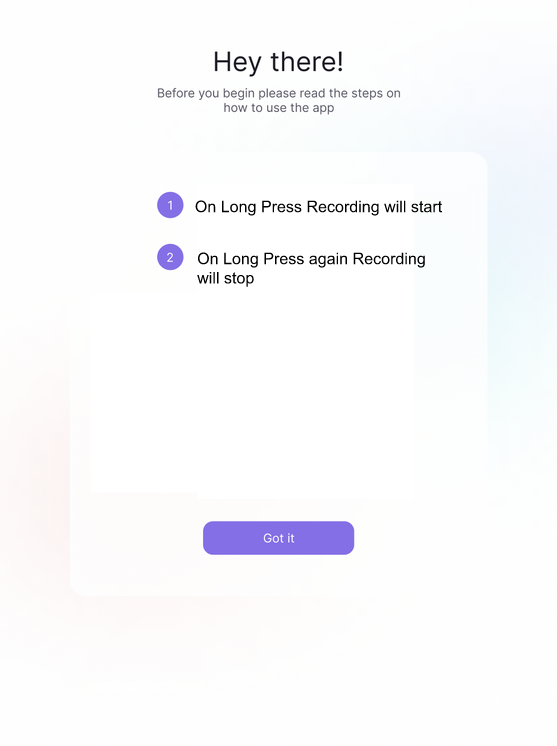 Hey there!
Before you begin please read the steps on
how to use the app
1 On Long Press Recording will start
2 On Long Press again Recording
will stop
Got it